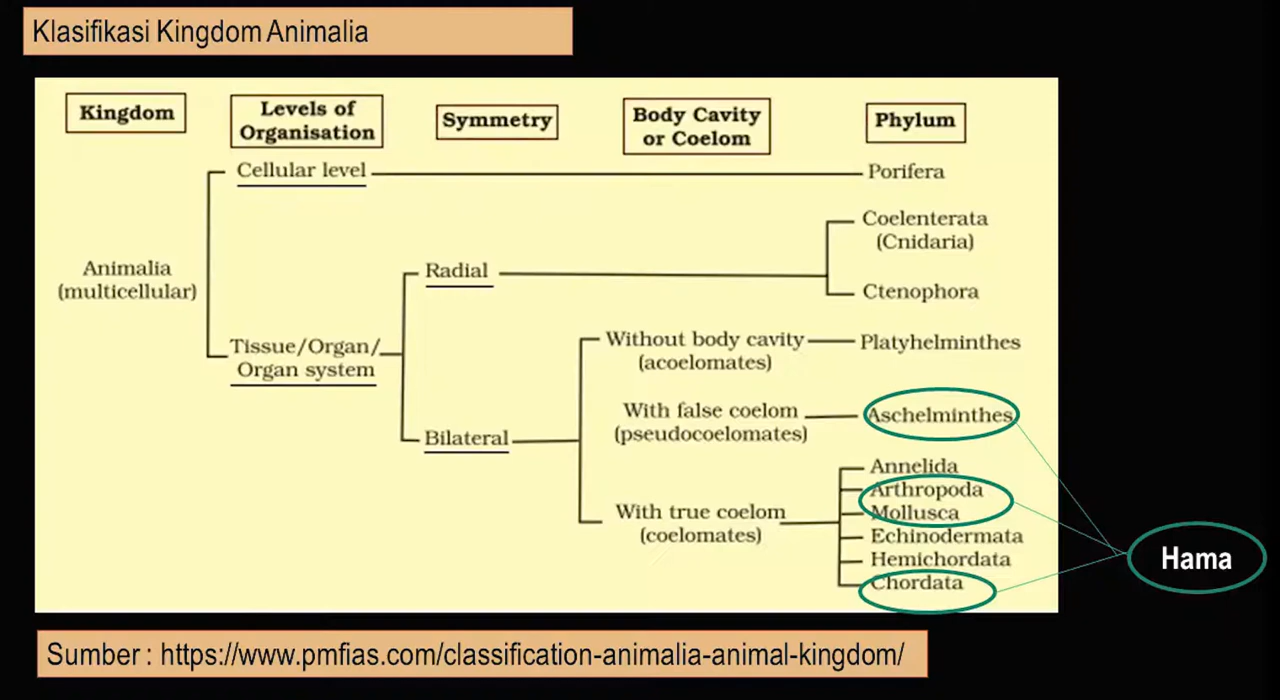 Klasifikasi Kingdom Animalia
Kingdom
Levels of
Organisation
Symmetry
Body Cavity
or Coelom
Phylum
Cellular level
Porifera
Coelenterata
(Cnidaria)
Animalia
(multicellular)
Radial
Ctenophora
Tissue/Organ/
Organ system
Without body cavity
(acoelomates)
Platyhelminthes
With false coelom
(pseudocoelomates)
Aschelminthes
Bilateral
Annelida
Arthropoda
Mollusca
With true coelom
(coelomates)
Echinodermata
Hemichordata
Chordata
Hama
Sumber : https://www.pmfias.com/classification-animalia-animal-kingdom/